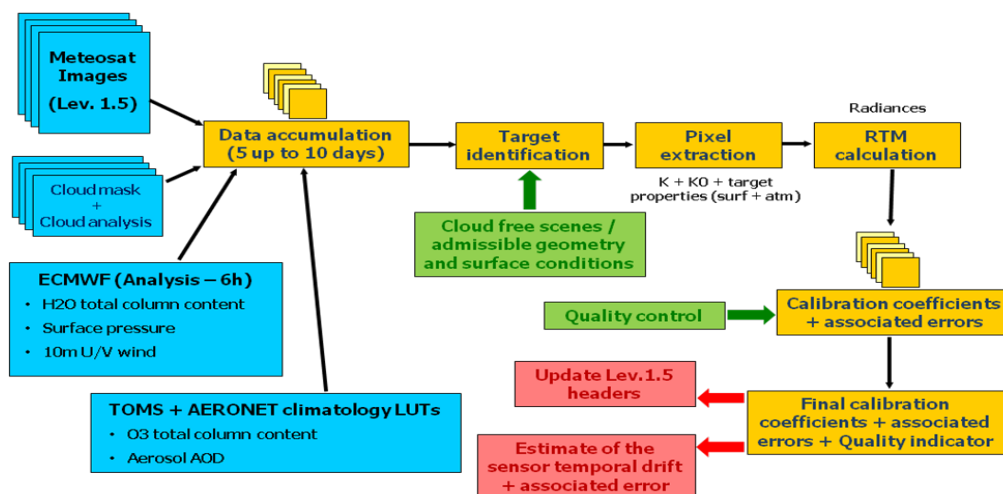 Meteosat
Images
(Lev. 1.5)
Cloud mask
+
Cloud analysis
ECMWF (Analysis – 6h)
• H2O total column content
• Surface pressure
• 10m U/V wind
TOMS + AERONET climatology LUTs
• O3 total column content
• Aerosol AOD
Data accumulation
(5 up to 10 days)
Target
identification
Cloud free scenes /
admissible geometry
and surface conditions
Pixel
extraction
K + K0 + target
properties (surf + atm)
Radiances
RTM
calculation
Quality control
Calibration coefficients
+ associated errors
Final calibration
coefficients + associated
errors + Quality indicator
Update Lev.1.5
headers
Estimate of the
sensor temporal drift
+ associated error